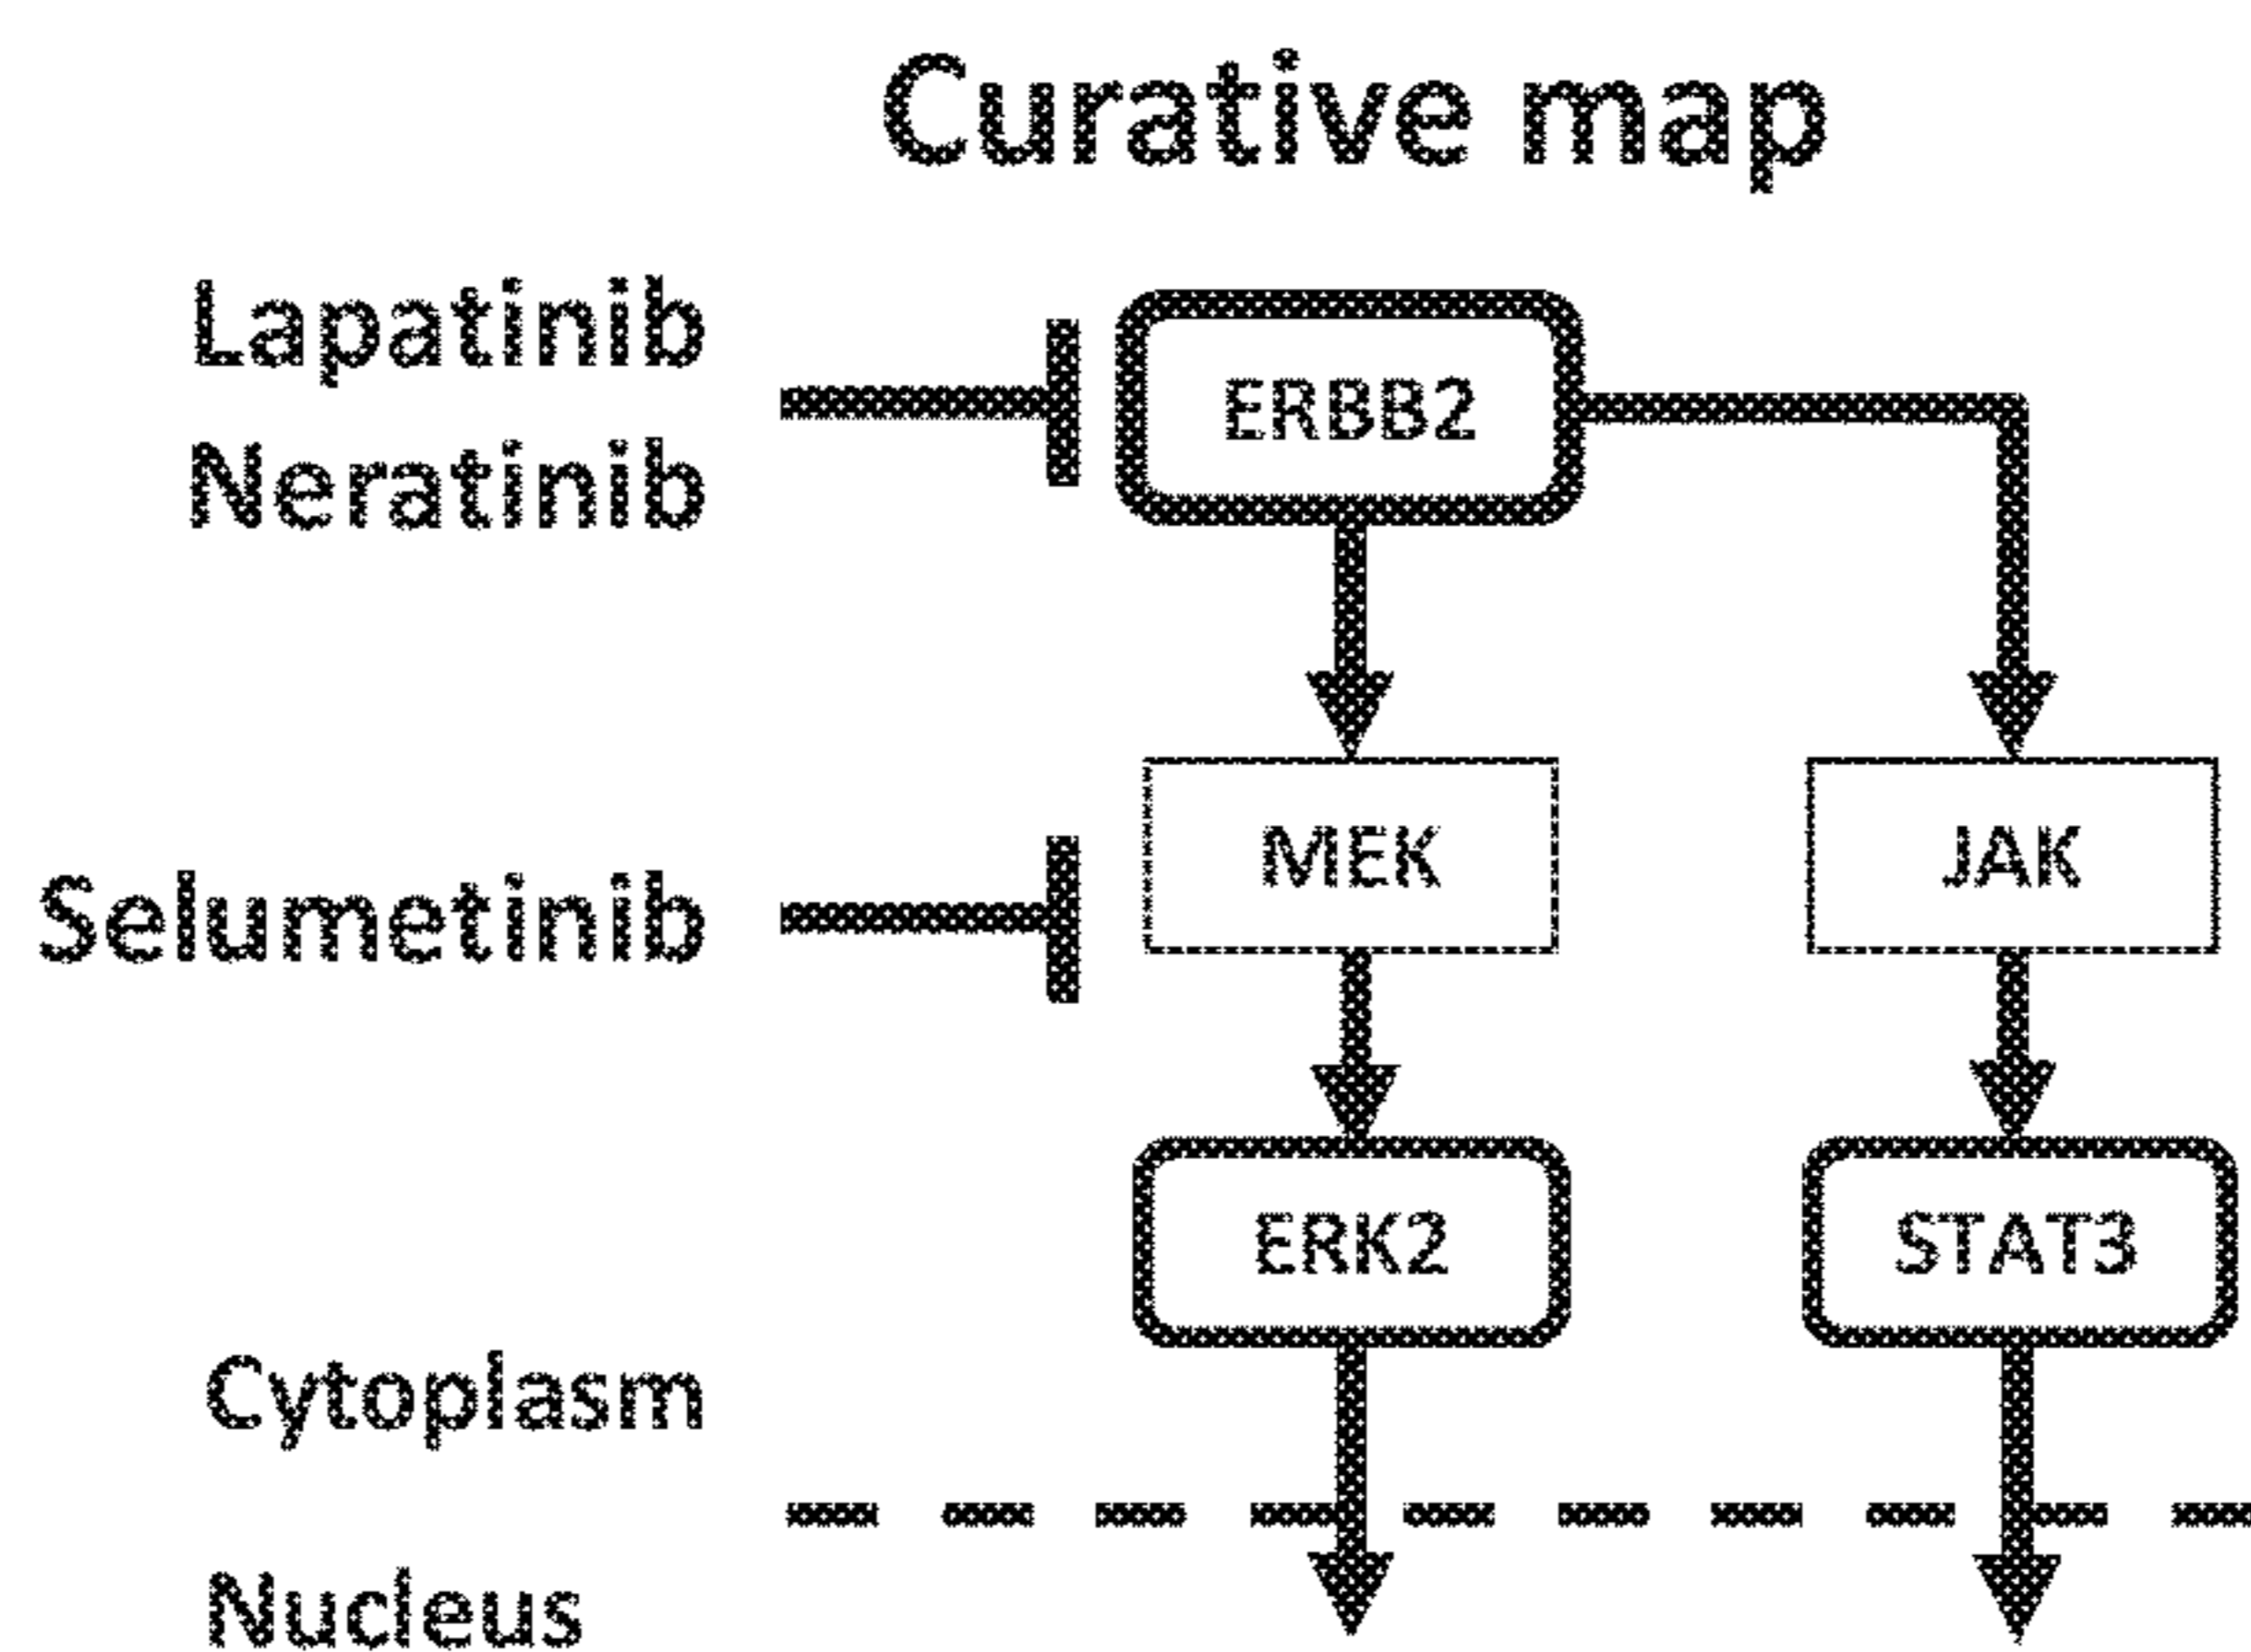 Curative map
Lapatinib
Neratinib
ERBB2
Selumetinib
MEK
JAK
ERK2
STAT3
Cytoplasm
Nucleus